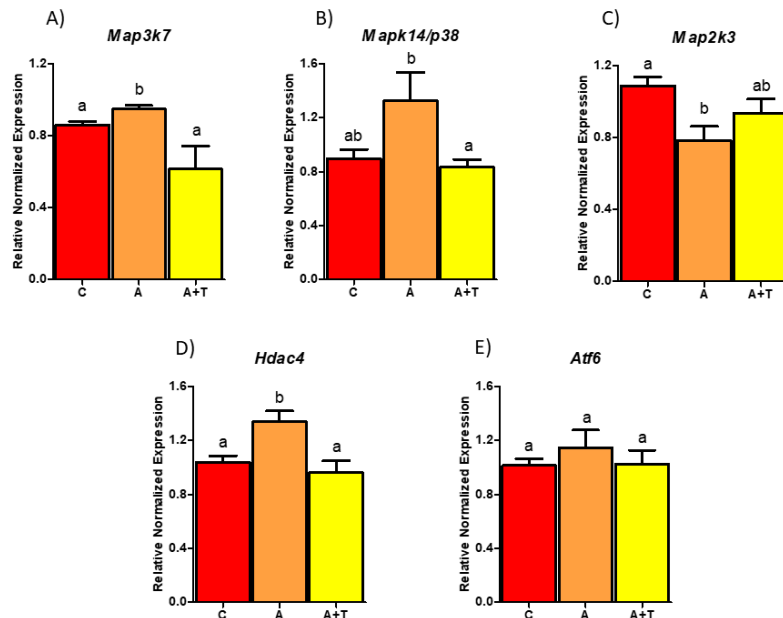 A)
Map3k7
Relative Normalized Expression
1.2
0.8
0.4
0.0
a
b
a
C
A
A+T
B)
Mapk14/p38
Relative Normalized Expression
1.6
1.2
0.8
0.4
0.0
ab
b
a
C
A
A+T
C)
Map2k3
Relative Normalized Expression
1.2
0.8
0.4
0.0
a
b
ab
C
A
A+T
D)
Hdac4
Relative Normalized Expression
1.6
1.2
0.8
0.4
0.0
a
b
a
C
A
A+T
E)
Atf6
Relative Normalized Expression
1.6
1.2
0.8
0.4
0.0
a
a
a
C
A
A+T